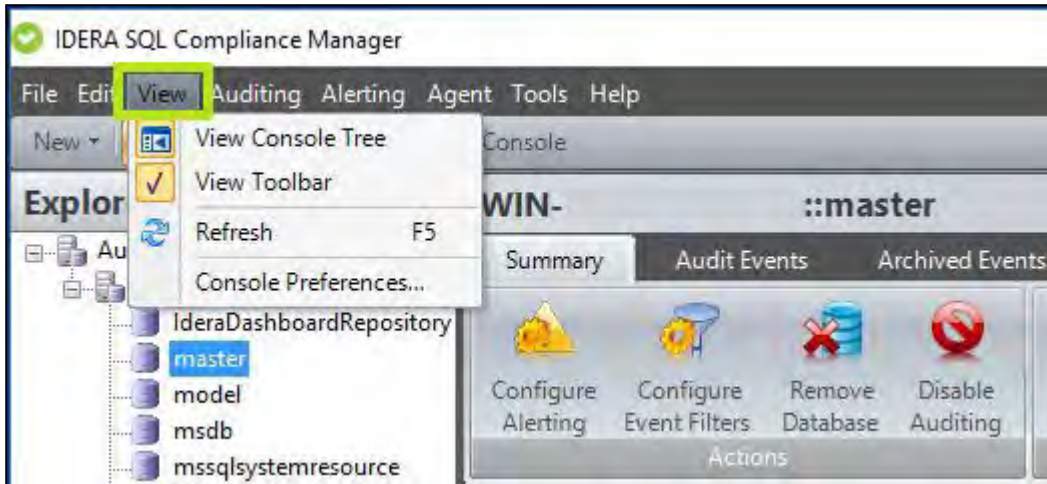 IDERA SQL Compliance Manager
File Edit View Auditing Alerting Agent Tools Help
New Console
View Console Tree
View Toolbar
Refresh F5
Console Preferences...
Explor
Au
IderaDashboardRepository
master
model
msdb
mssqlsystemresource
WIN- ::master
Summary Audit Events Archived Events
Configure Alerting
Configure Event Filters
Remove Database
Disable Auditing
Actions